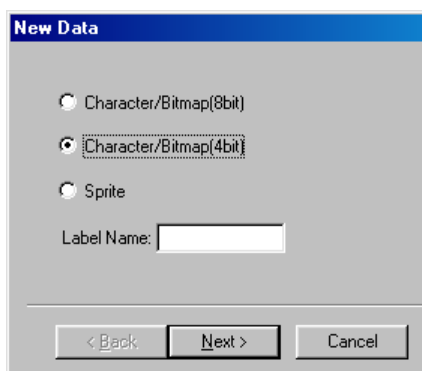 New Data
Character/Bitmap(8bit)
Character/Bitmap(4bit)
Sprite
Label Name:
< Back Next > Cancel